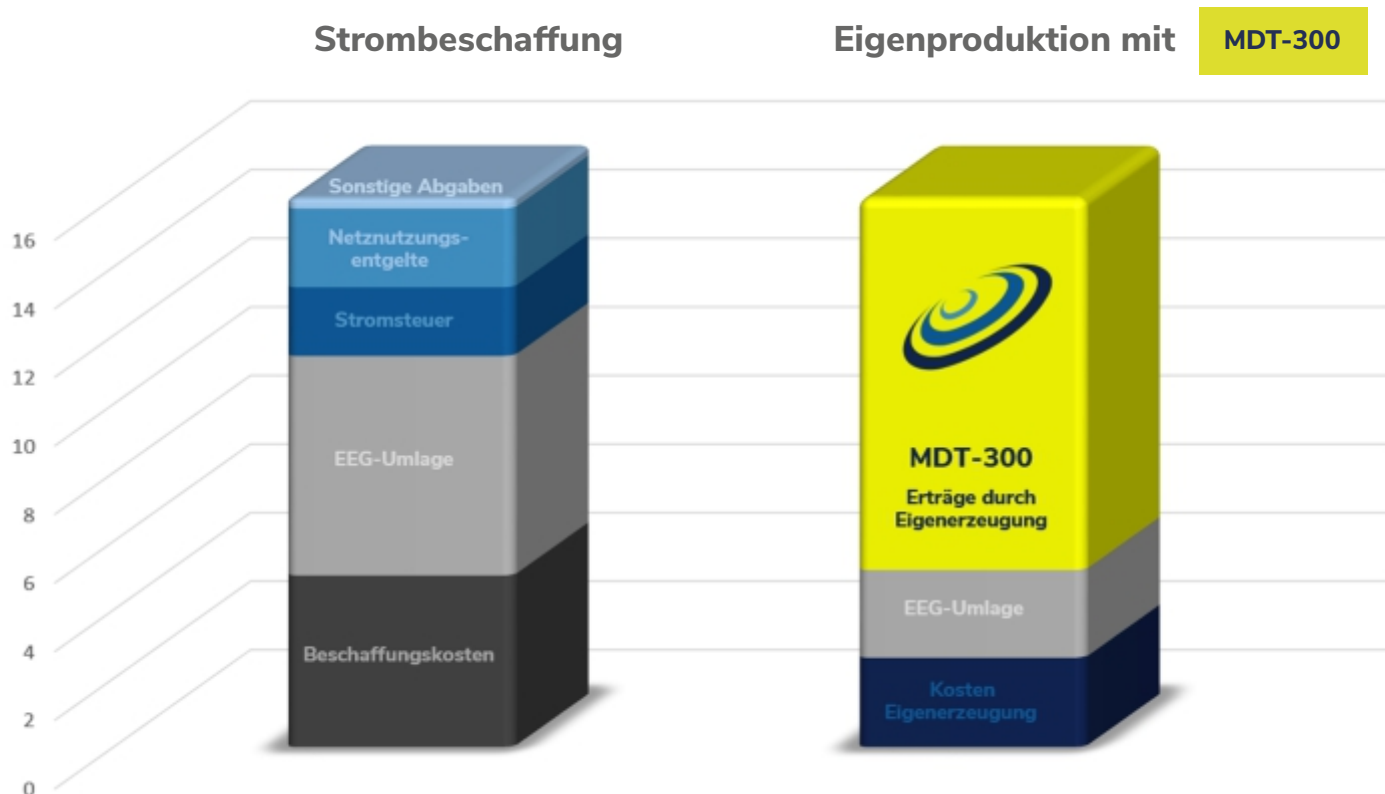 Strombeschaffung
Eigenproduktion mit MDT-300
16
14
12
10
8
6
4
2
0
Sonstige Abgaben
Netznutzungs-
entgelte
Stromsteuer
EEG-Umlage
Beschaffungskosten
MDT-300
Erträge durch
Eigenerzeugung
EEG-Umlage
Kosten
Eigenerzeugung